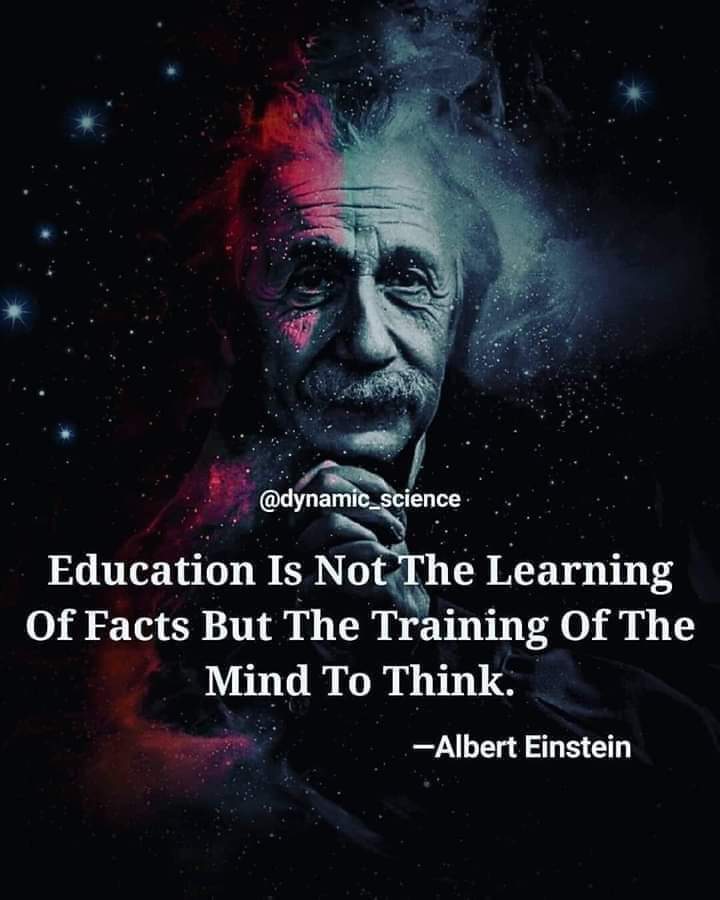 @dynamic_science
Education Is Not The Learning
Of Facts But The Training Of The
Mind To Think.
—Albert Einstein